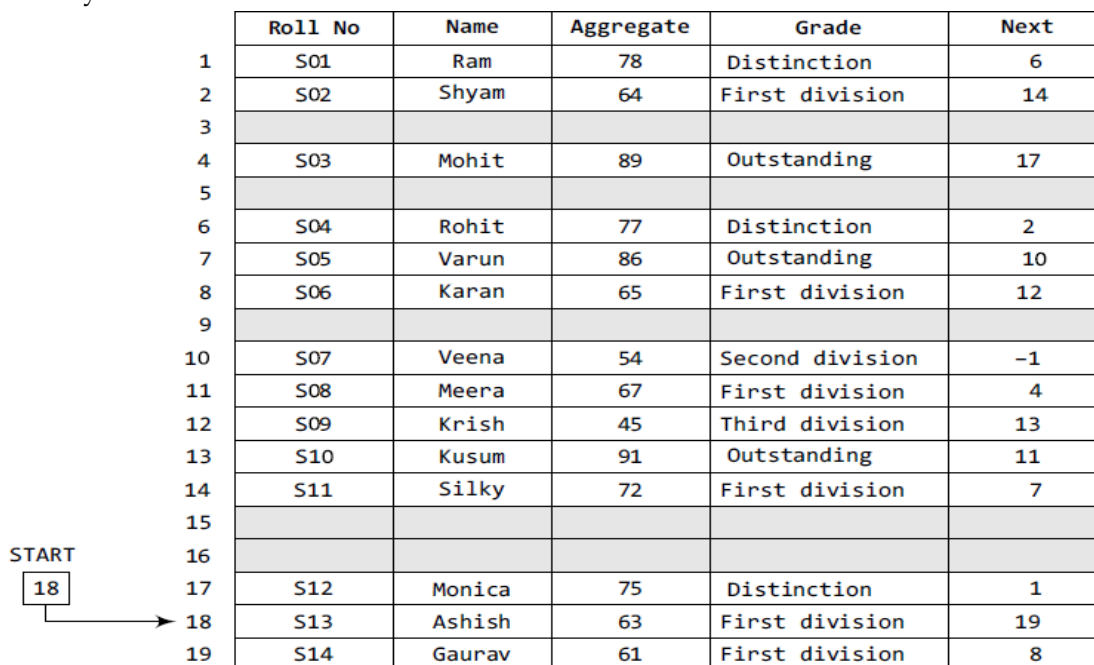 Roll No Name Aggregate Grade Next
1 S01 Ram 78 Distinction 6
2 S02 Shyam 64 First division 14
3
4 S03 Mohit 89 Outstanding 17
5
6 S04 Rohit 77 Distinction 2
7 S05 Varun 86 Outstanding 10
8 S06 Karan 65 First division 12
9
10 S07 Veena 54 Second division –1
11 S08 Meera 67 First division 4
12 S09 Krish 45 Third division 13
13 S10 Kusum 91 Outstanding 11
14 S11 Silky 72 First division 7
15
START 16
18 17 S12 Monica 75 Distinction 1
18 S13 Ashish 63 First division 19
19 S14 Gaurav 61 First division 8